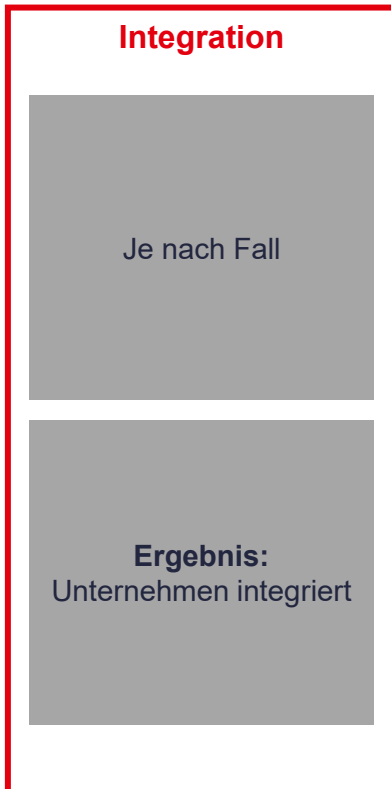 Integration
Je nach Fall
Ergebnis:
Unternehmen integriert